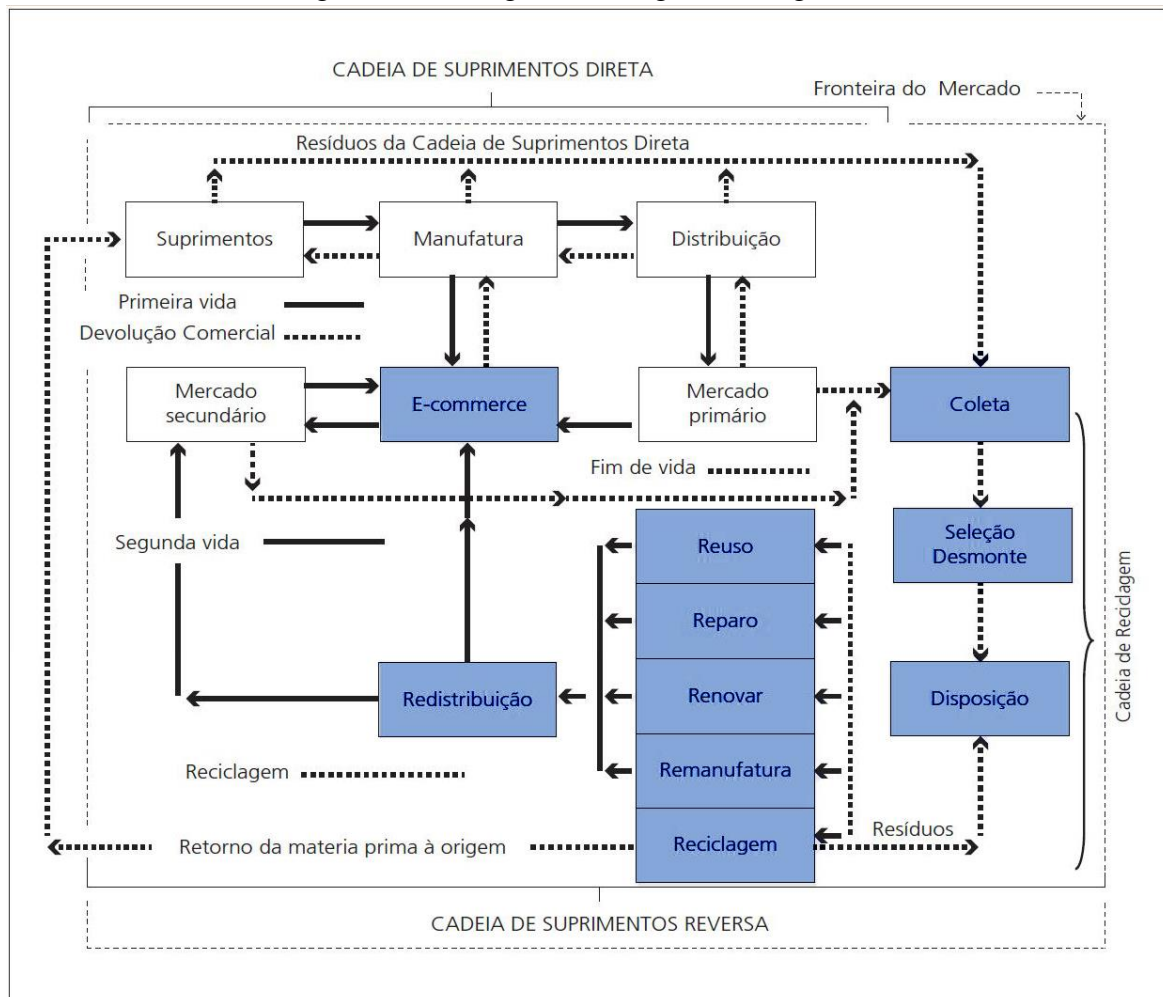 CADEIA DE SUPRIMENTOS DIRETA
Fronteira do Mercado
Resíduos da Cadeia de Suprimentos Direta
Suprimentos
Manufatura
Distribuição
Primeira vida
Devolução Comercial
Mercado
secundário
E-commerce
Mercado
primário
Coleta
Fim de vida
Segunda vida
Reuso
Seleção
Desmonte
Reparo
Redistribuição
Renovar
Disposição
Cadeia de Reciclagem
Reciclagem
Remanufatura
Resíduos
Retorno da materia prima à origem
Reciclagem
CADEIA DE SUPRIMENTOS REVERSA